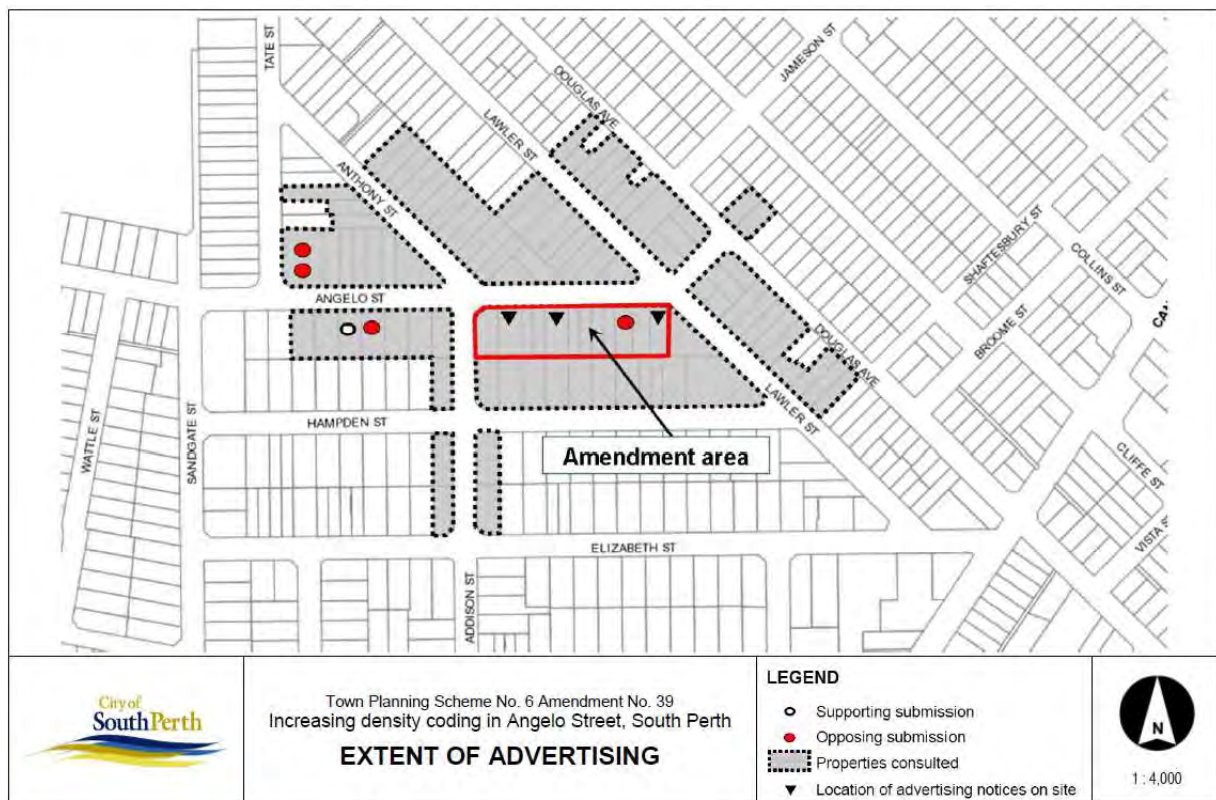 TATE ST
JAMESON ST
DOUGLAS AVE
LAWLER ST
ANTHONY ST
SHAFTESBURY ST
COLLINS ST
ANGELO ST
BROOME ST
DOUGLAS AVE
WATTLE ST
SANDGATE ST
HAMPDEN ST
LAWLER ST
Amendment area
CLIFFE ST
ELIZABETH ST
ADDISON ST
City of
SouthPerth
Town Planning Scheme No. 6 Amendment No. 39
Increasing density coding in Angelo Street, South Perth
EXTENT OF ADVERTISING
LEGEND
Supporting submission
Opposing submission
Properties consulted
Location of advertising notices on site
N
1 : 4,000